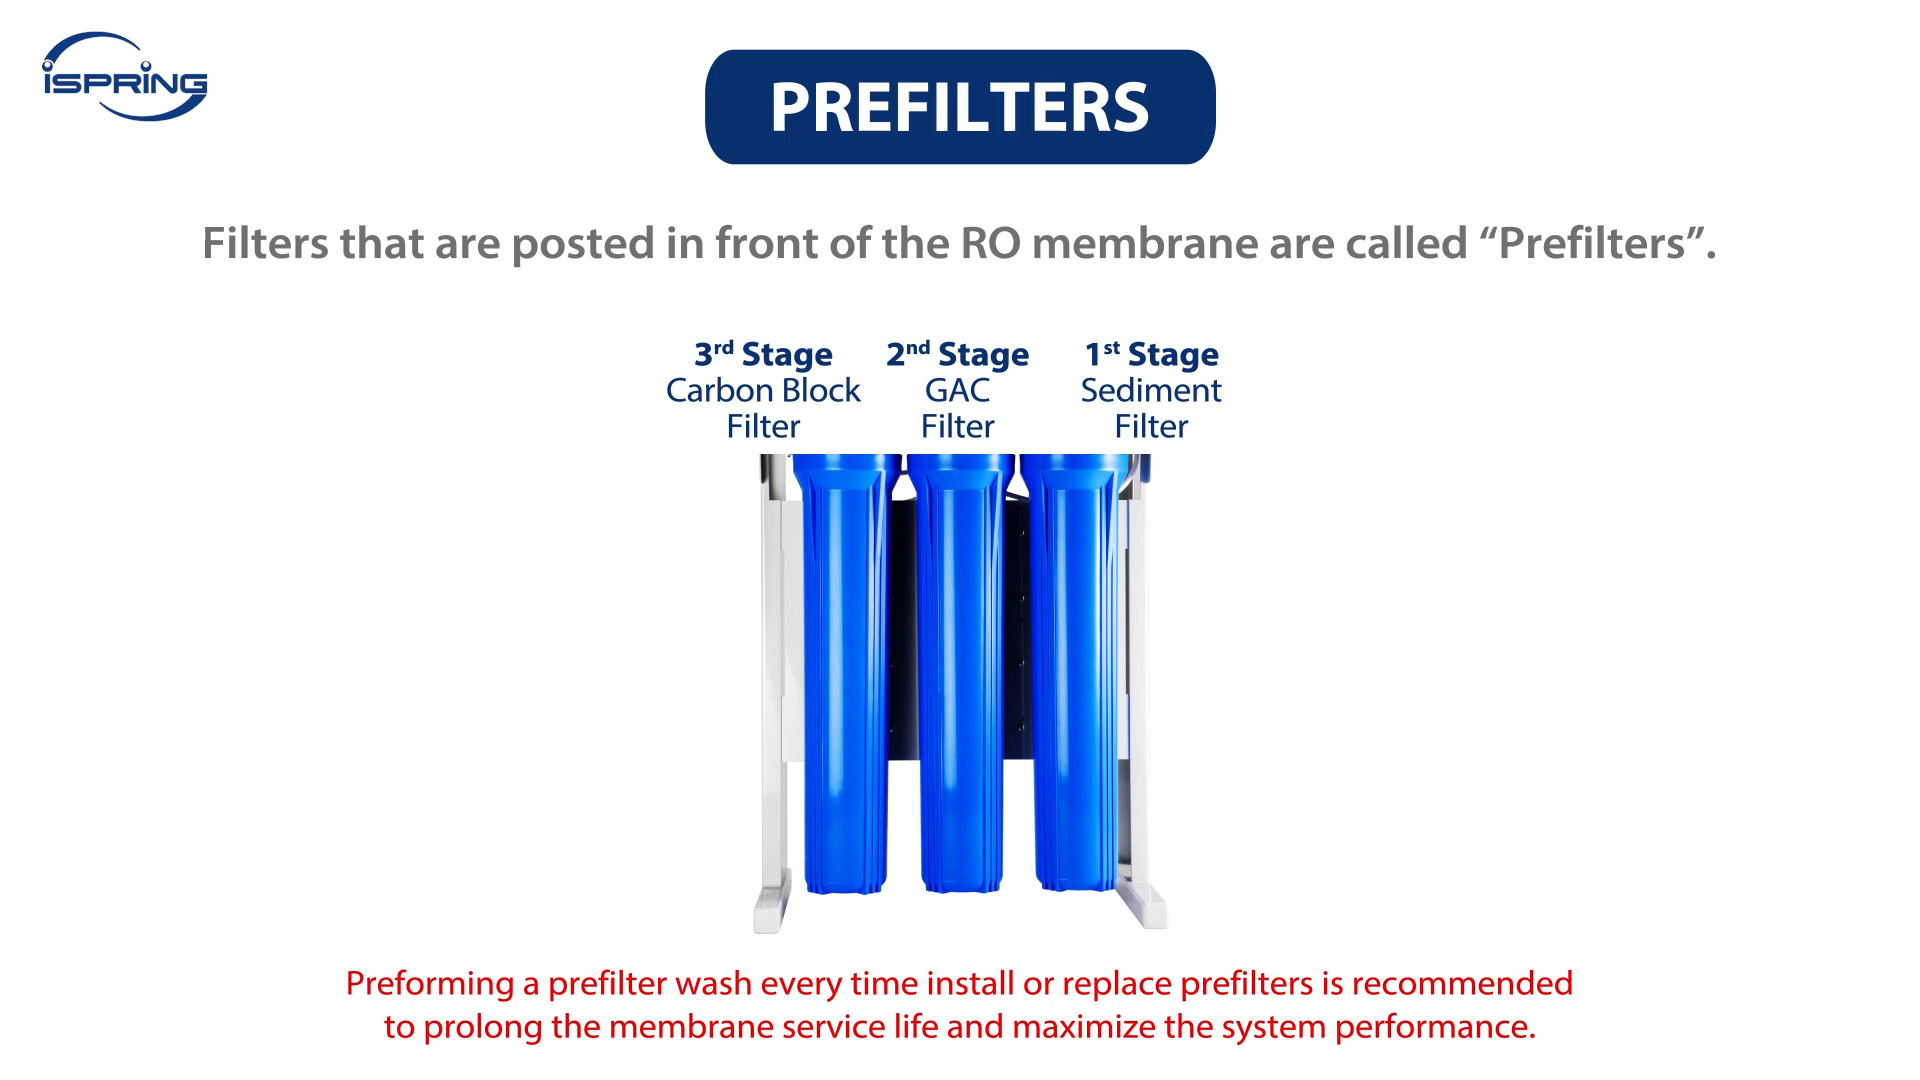 iSPRiNG
PREFILTERS
Filters that are posted in front of the RO membrane are called “Prefilters”.
3rd Stage
Carbon Block
Filter
2nd Stage
GAC
Filter
1st Stage
Sediment
Filter
Preforming a prefilter wash every time install or replace prefilters is recommended
to prolong the membrane service life and maximize the system performance.